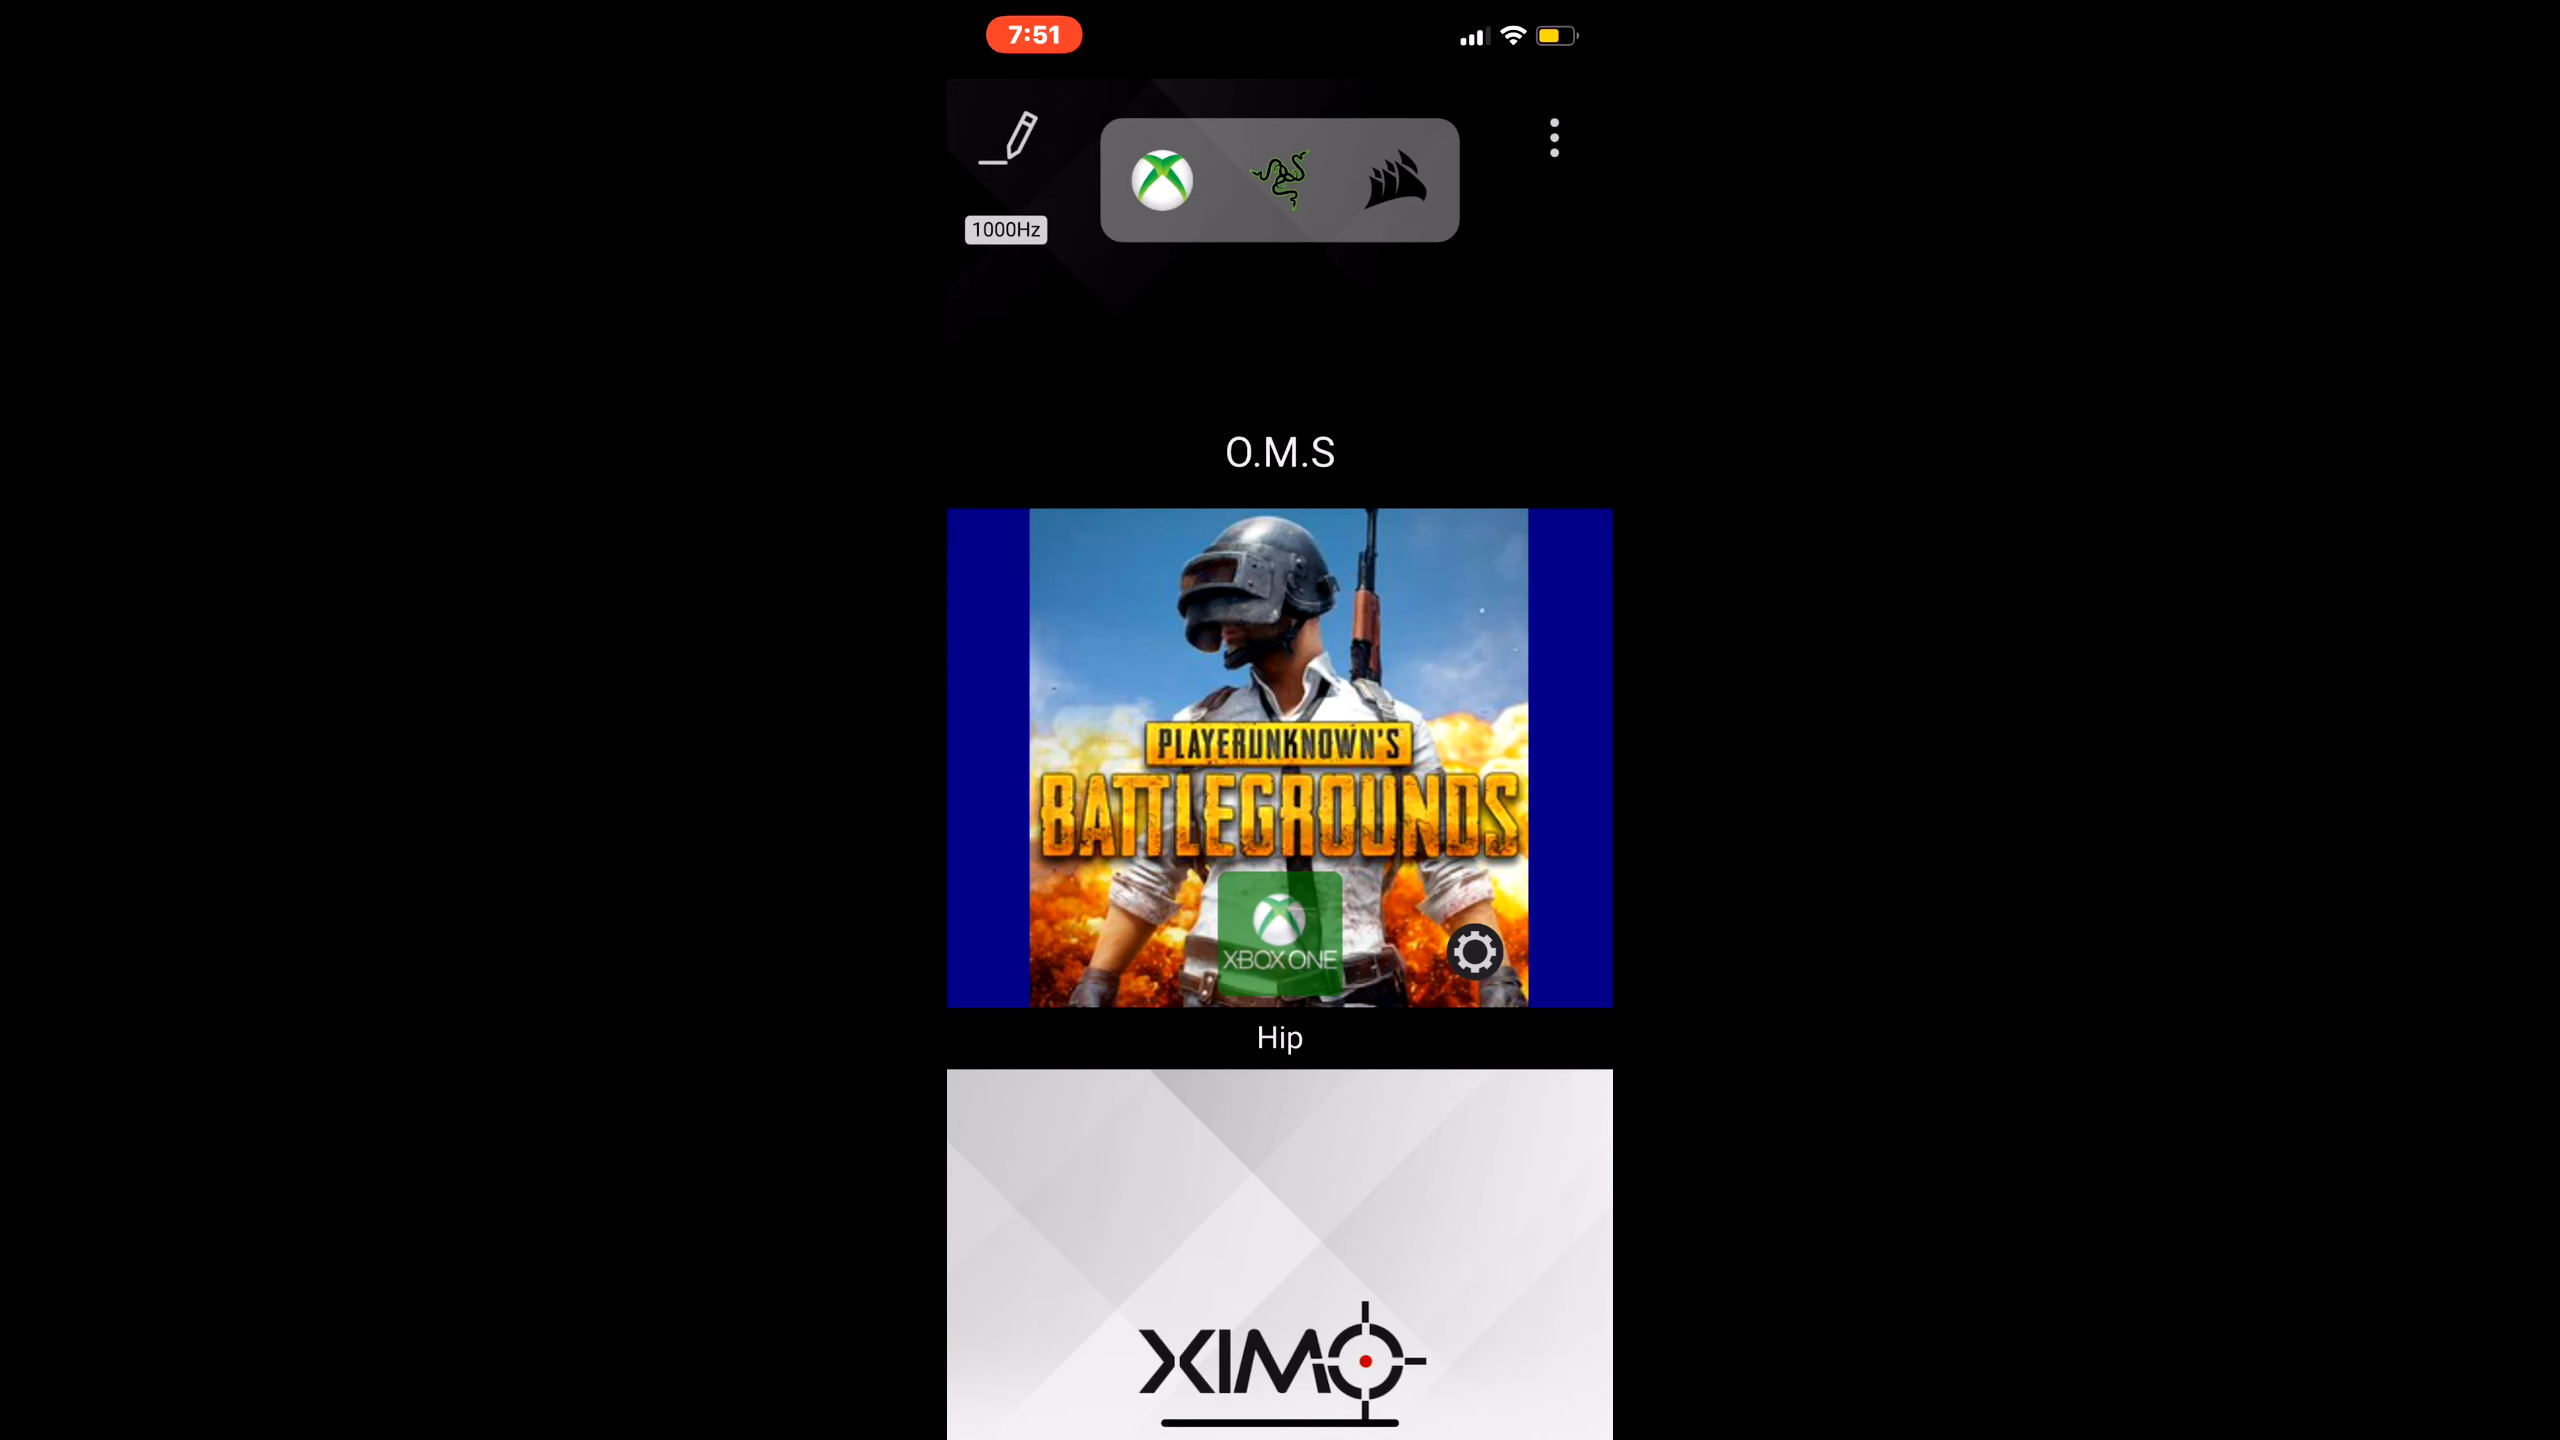 7:51
1000Hz
O.M.S
PLAYERUNKNOWN'S
BATTLEGROUNDS
XBOX ONE
Hip
XIM